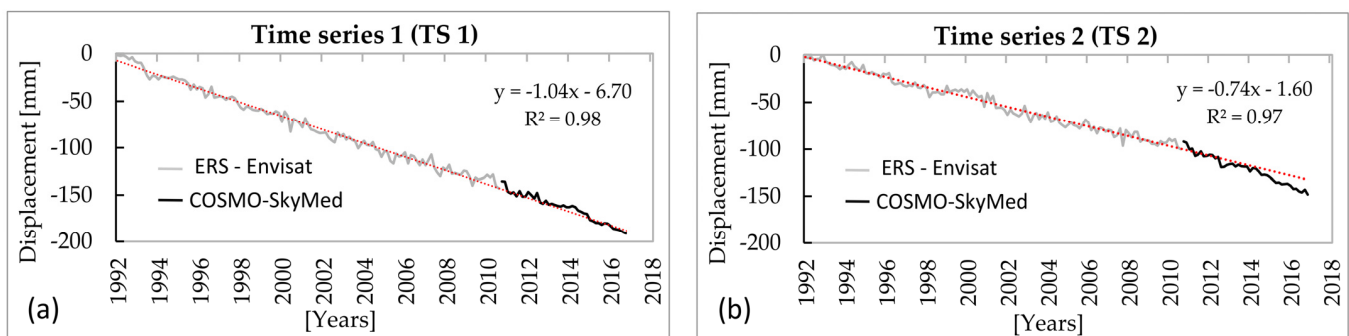 Time series 1 (TS 1)
Displacement [mm]
0
-50
-100
-150
-200
y = -1.04x - 6.70
R² = 0.98
ERS - Envisat
COSMO-SkyMed
1992 1994 1996 1998 2000 2002 2004 2006 2008 2010 2012 2014 2016 2018
[Years]
(a)
Time series 2 (TS 2)
Displacement [mm]
0
-50
-100
-150
-200
y = -0.74x - 1.60
R² = 0.97
ERS - Envisat
COSMO-SkyMed
1992 1994 1996 1998 2000 2002 2004 2006 2008 2010 2012 2014 2016 2018
[Years]
(b)